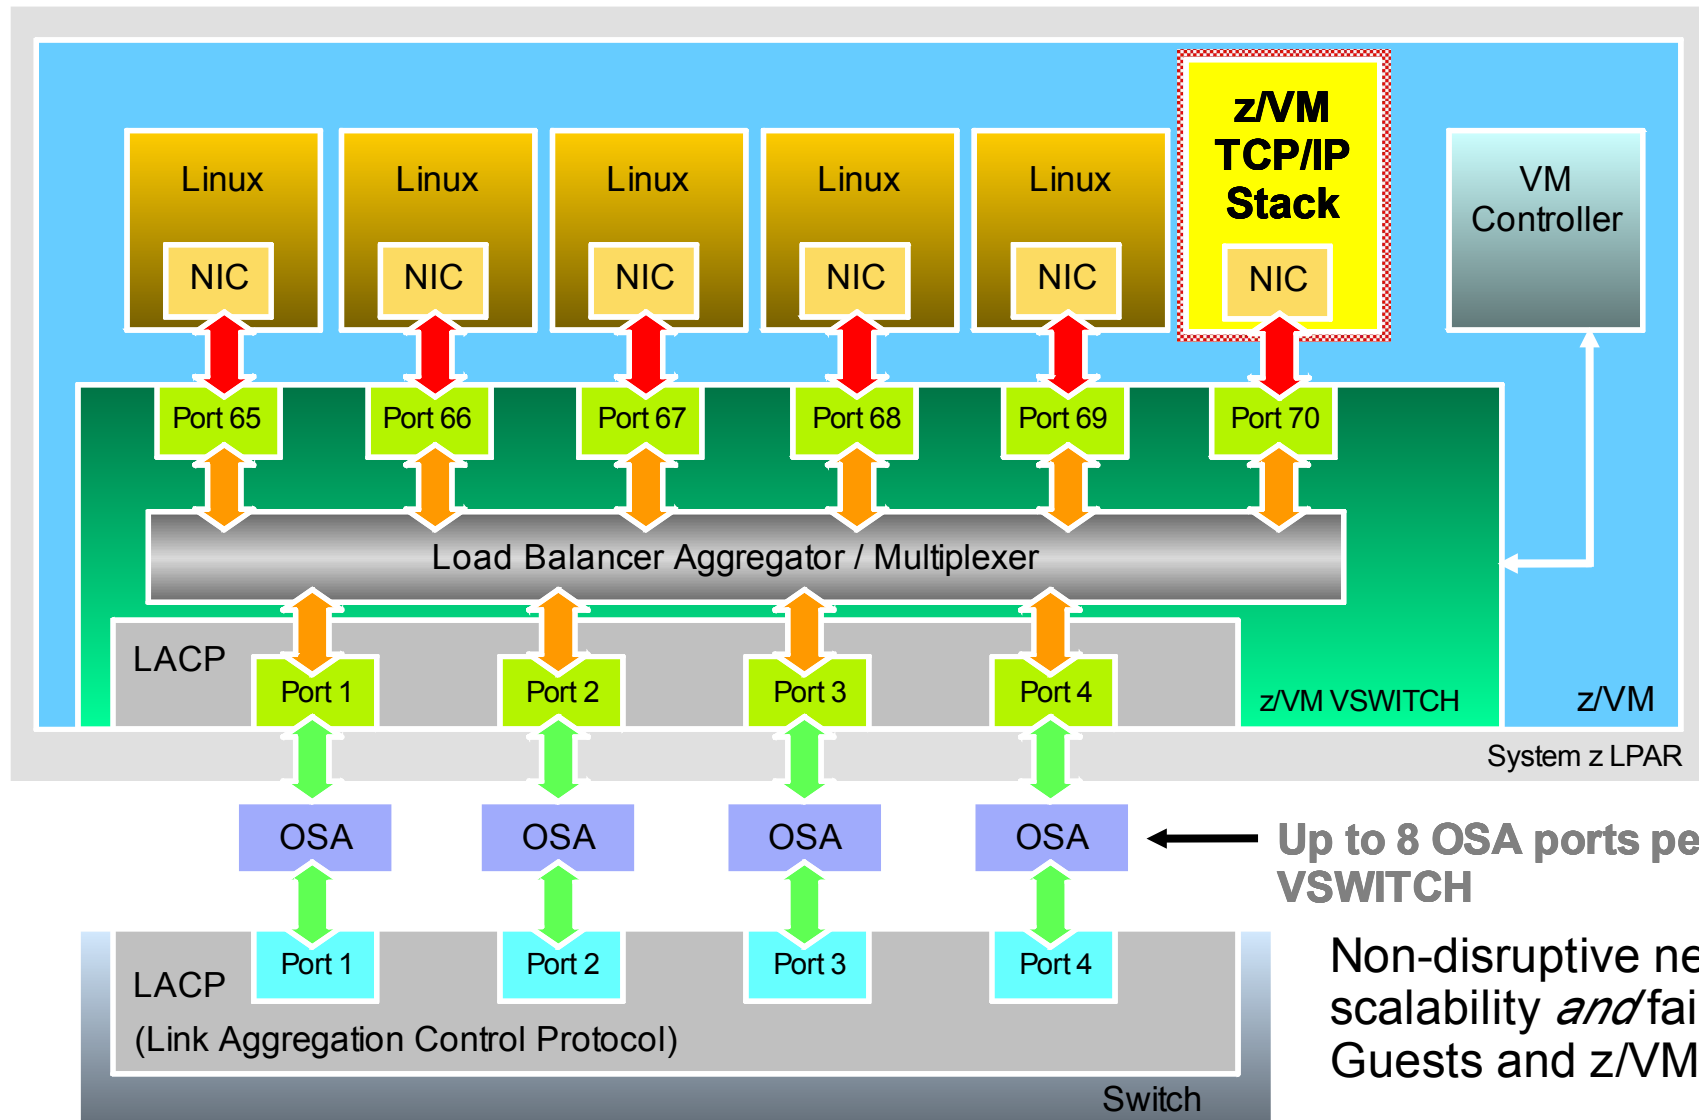 z/VM
TCP/IP
Stack
Linux
Linux
Linux
Linux
Linux
VM
Controller
NIC
NIC
NIC
NIC
NIC
NIC
Port 65
Port 66
Port 67
Port 68
Port 69
Port 70
Load Balancer Aggregator / Multiplexer
LACP
Port 1
Port 2
Port 3
Port 4
z/VM VSWITCH
z/VM
System z LPAR
OSA
OSA
OSA
OSA
Up to 8 OSA ports pe
VSWITCH
LACP
Port 1
Port 2
Port 3
Port 4
(Link Aggregation Control Protocol)
Switch
Non-disruptive ne
scalability and fai
Guests and z/VM